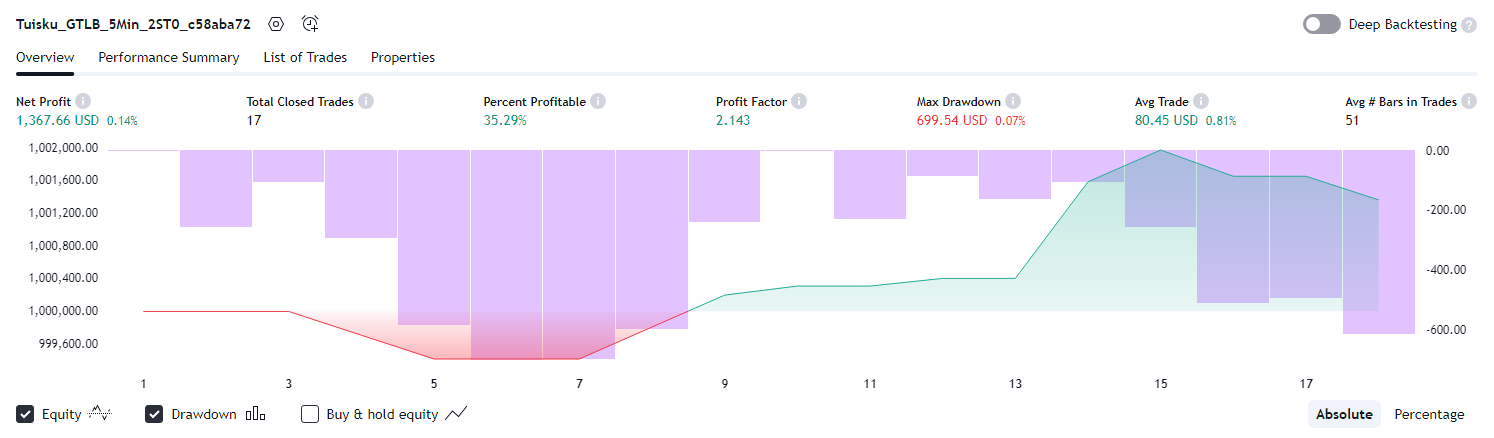 Tuisku_GTLB_5Min_2ST0_c58aba72
Deep Backtesting ?
Overview Performance Summary List of Trades Properties
Net Profit i Total Closed Trades i Percent Profitable i Profit Factor i Max Drawdown i Avg Trade i Avg # Bars in Trades i
1,367.66 USD 0.14% 17 35.29% 2.143 699.54 USD 0.07% 80.45 USD 0.81% 51
1,002,000.00 0.00
1,001,600.00
1,001,200.00 -200.00
1,000,800.00
1,000,400.00 -400.00
1,000,000.00
-600.00
999,600.00
1 3 5 7 9 11 13 15 17
Equity Drawdown Buy & hold equity Absolute Percentage